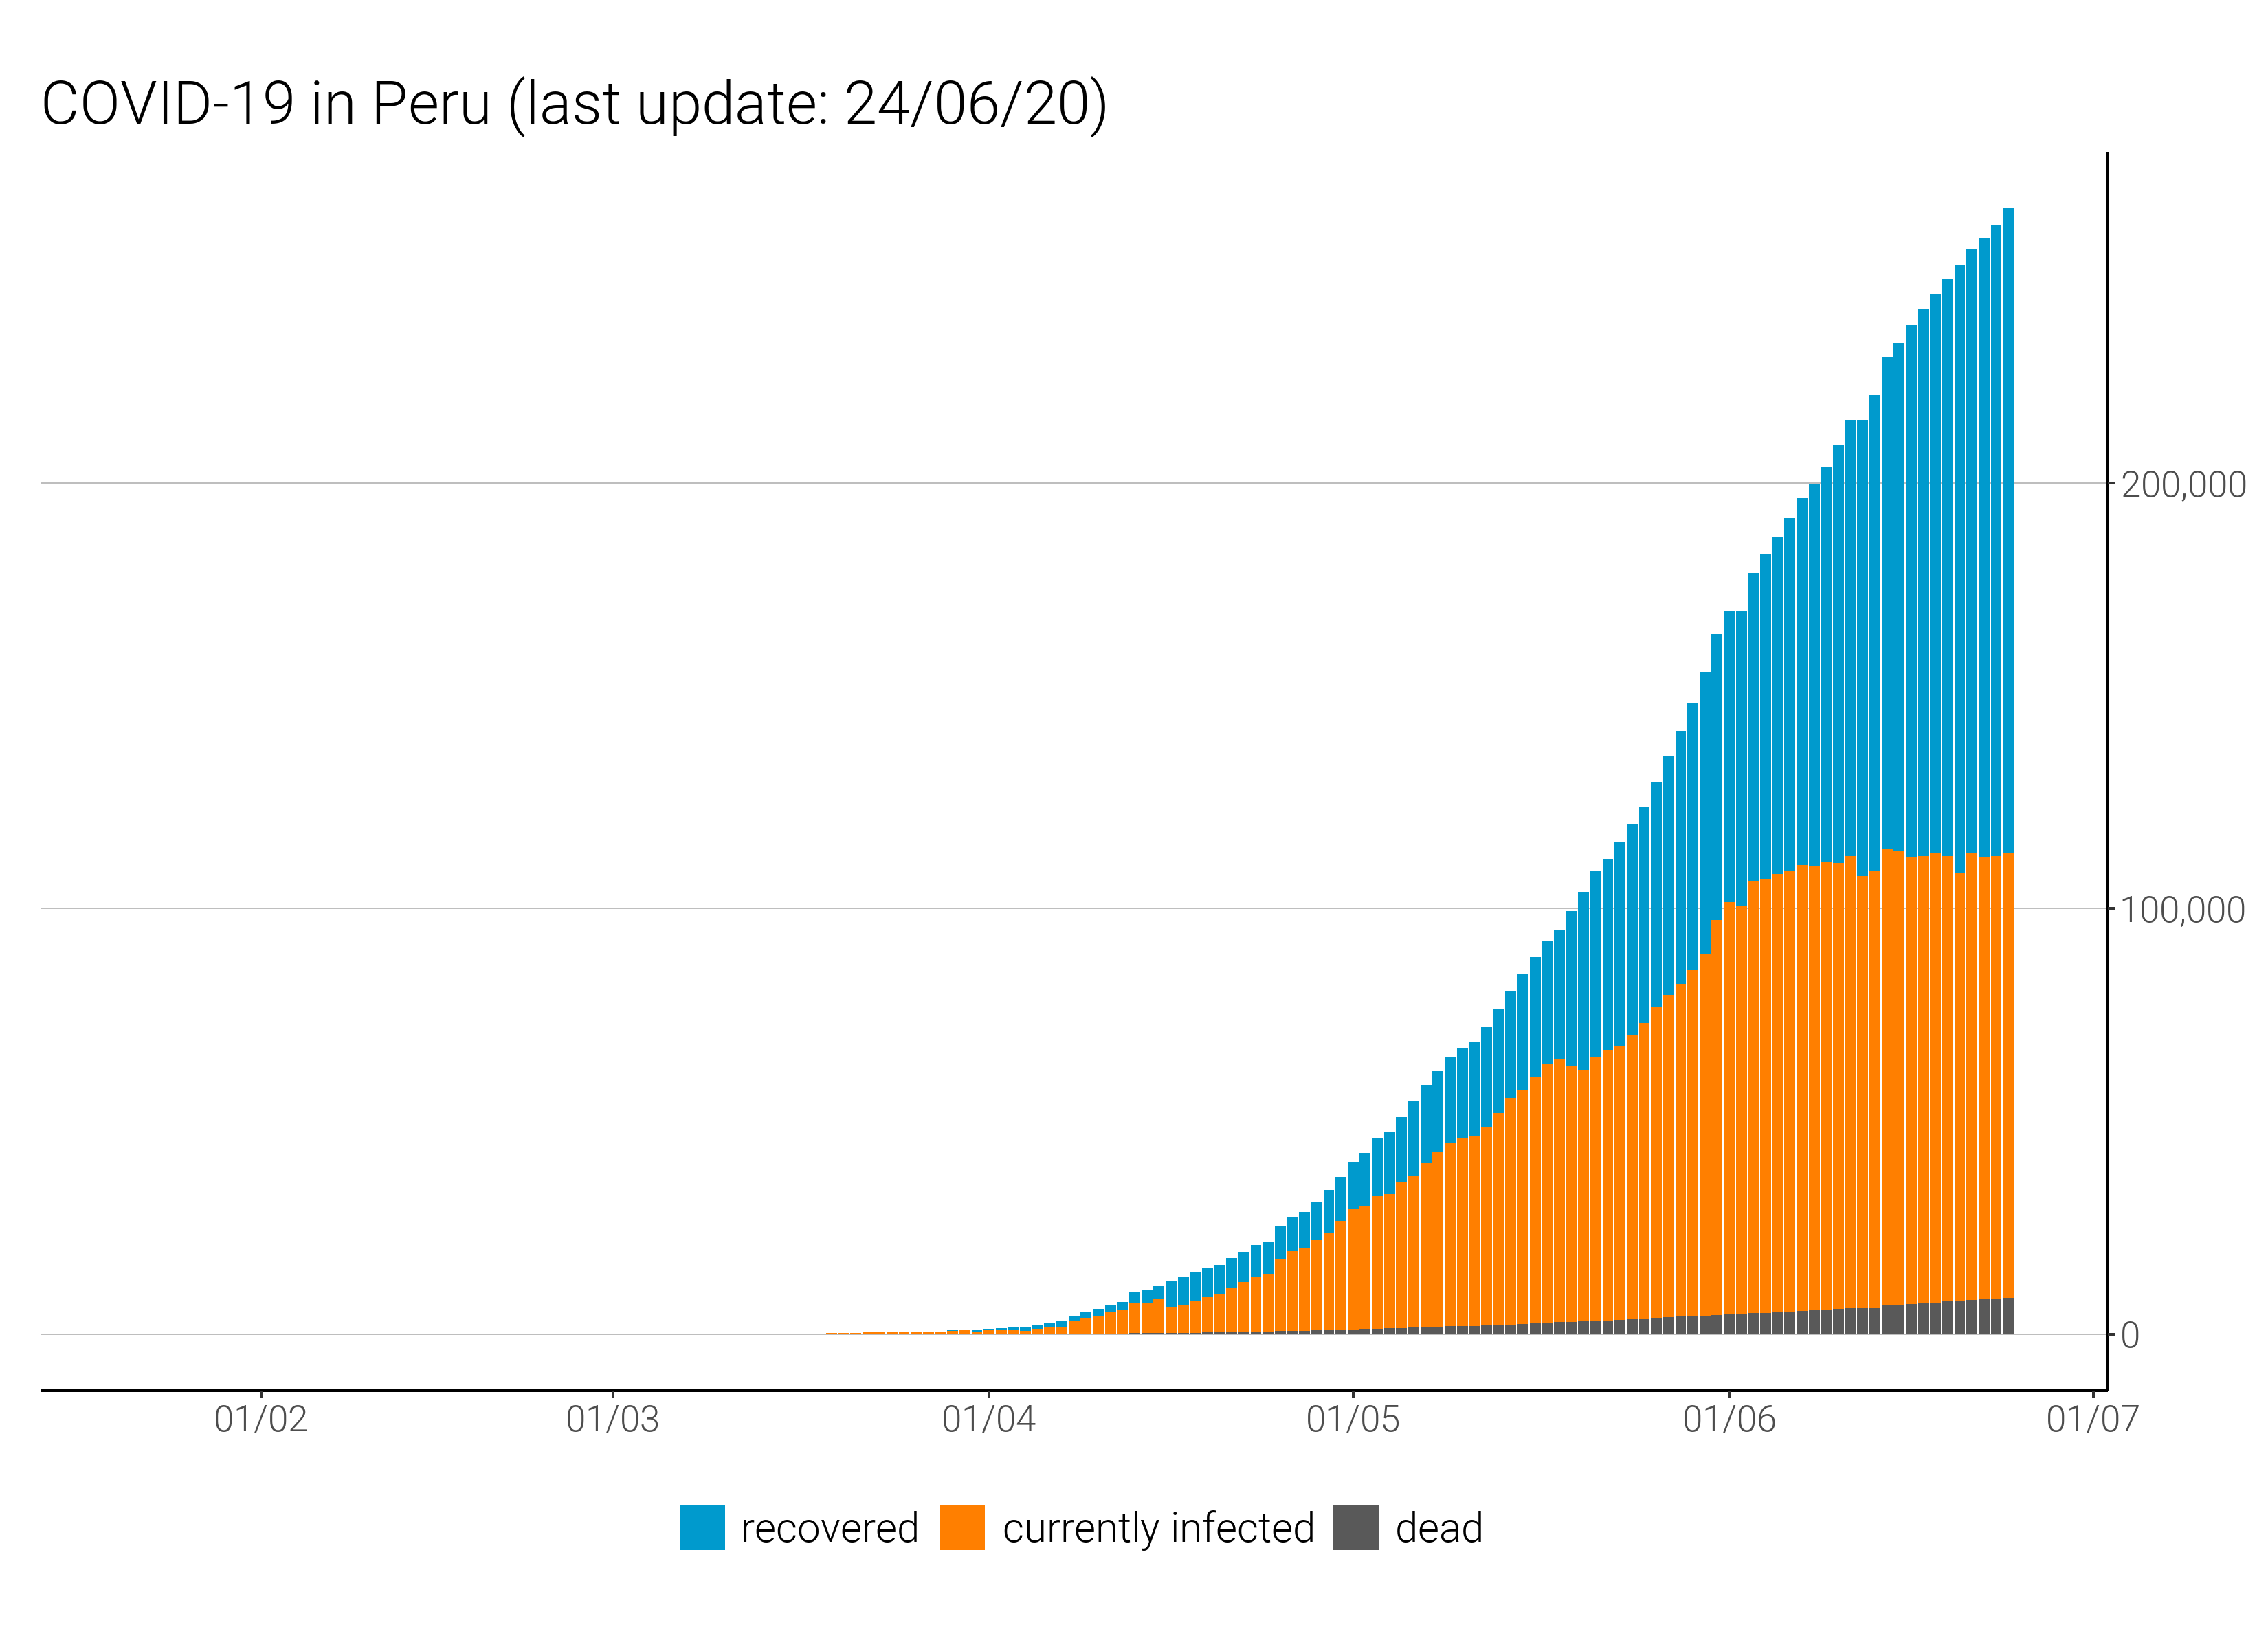 COVID-19 in Peru (last update: 24/06/20)
200,000
100,000
0
01/02 01/03 01/04 01/05 01/06 01/07
recovered currently infected dead